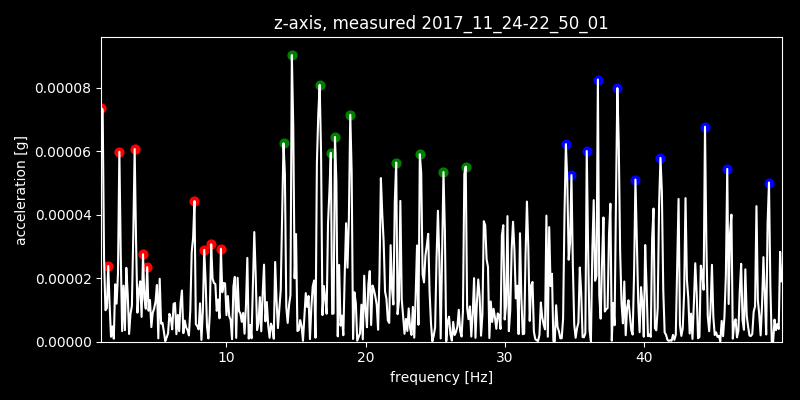 z-axis, measured 2017_11_24-22_50_01
acceleration [g]
0.00008
0.00006
0.00004
0.00002
0.00000
10 20 30 40
frequency [Hz]